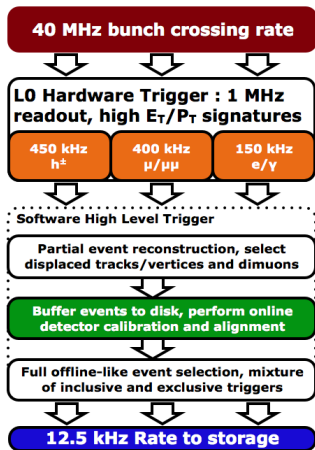 40 MHz bunch crossing rate
L0 Hardware Trigger : 1 MHz
readout, high ET/PT signatures
450 kHz
h±
400 kHz
μ/μμ
150 kHz
e/γ
Software High Level Trigger
Partial event reconstruction, select
displaced tracks/vertices and dimuons
Buffer events to disk, perform online
detector calibration and alignment
Full offline-like event selection, mixture
of inclusive and exclusive triggers
12.5 kHz Rate to storage